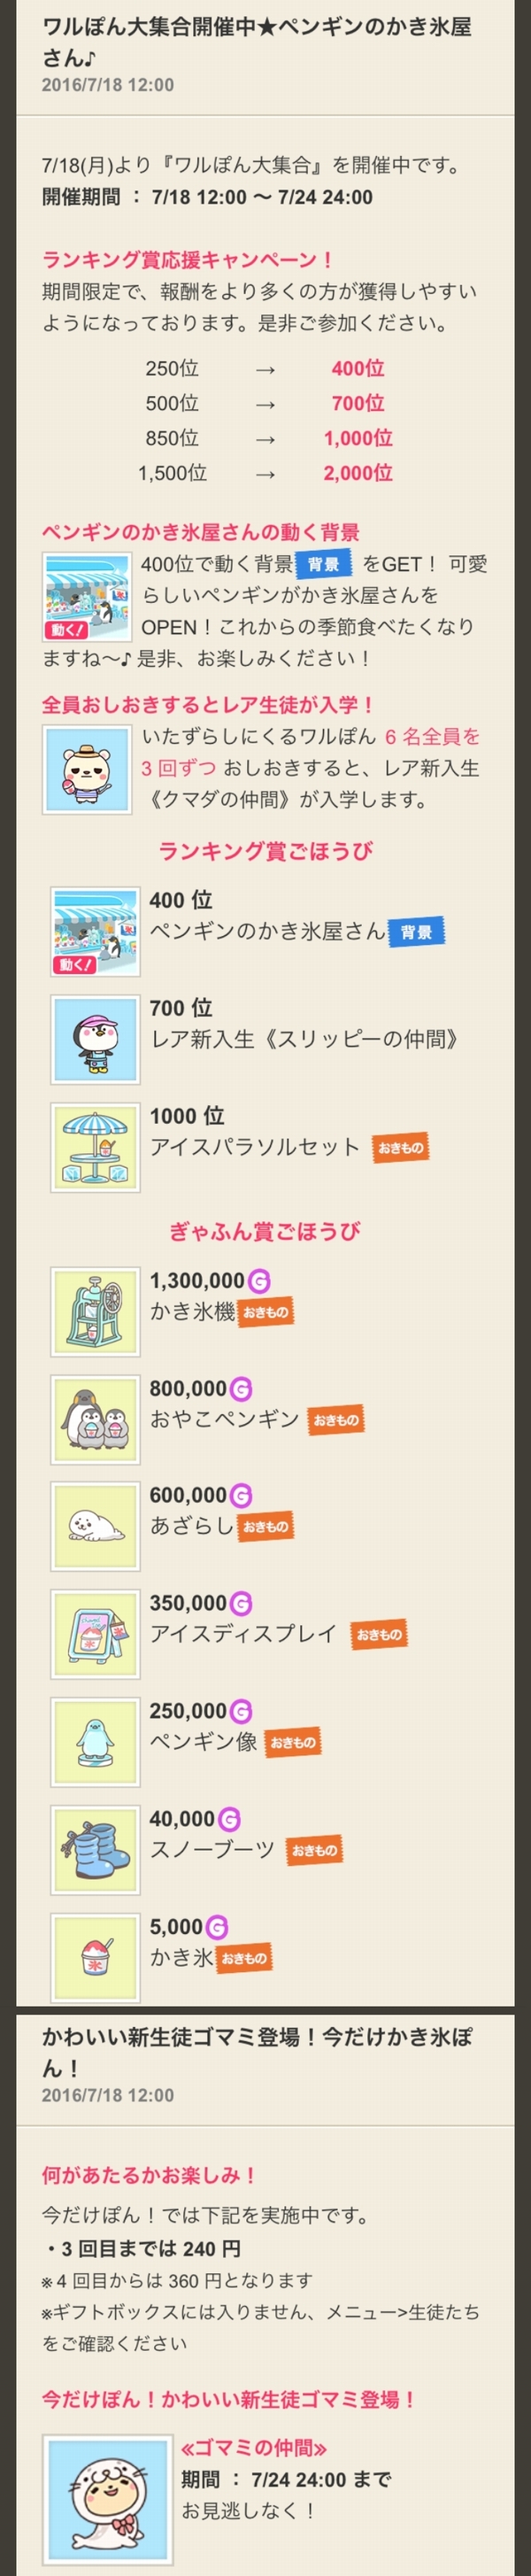 ワルぽん大集合開催中★ペンギンのかき氷屋
さん♪
2016/7/18 12:00
7/18(月)より『ワルぽん大集合』を開催中です。
開催期間 ： 7/18 12:00 〜 7/24 24:00
ランキング賞応援キャンペーン！
期間限定で、報酬をより多くの方が獲得しやすい
ようになっております。是非ご参加ください。
250位 → 400位
500位 → 700位
850位 → 1,000位
1,500位 → 2,000位
ペンギンのかき氷屋さんの動く背景
動く!
400位で動く背景 背景 をGET！ 可愛
らしいペンギンがかき氷屋さんを
OPEN！これからの季節食べたくなり
ますね〜♪ 是非、お楽しみください！
全員おしおきするとレア生徒が入学！
いたずらしにくるワルぽん 6 名全員を
3 回ずつ おしおきすると、レア新入生
《クマダの仲間》が入学します。
ランキング賞ごほうび
動く!
400 位
ペンギンのかき氷屋さん 背景
700 位
レア新入生《スリッピーの仲間》
1000 位
アイスパラソルセット おきもの
ぎゃふん賞ごほうび
1,300,000G
かき氷機 おきもの
800,000G
おやこペンギン おきもの
600,000G
あざらし おきもの
350,000G
アイスディスプレイ おきもの
氷
250,000G
ペンギン像 おきもの
40,000G
スノーブーツ おきもの
5,000G
かき氷 おきもの
氷
かわいい新生徒ゴマミ登場！今だけかき氷ぽ
ん！
2016/7/18 12:00
何があたるかお楽しみ！
今だけぽん！では下記を実施中です。
・3 回目までは 240 円
※ 4 回目からは 360 円となります
※ギフトボックスには入りません、メニュー>生徒たち
をご確認ください
今だけぽん！かわいい新生徒ゴマミ登場！
≪ゴマミの仲間≫
期間 ： 7/24 24:00 まで
お見逃しなく！